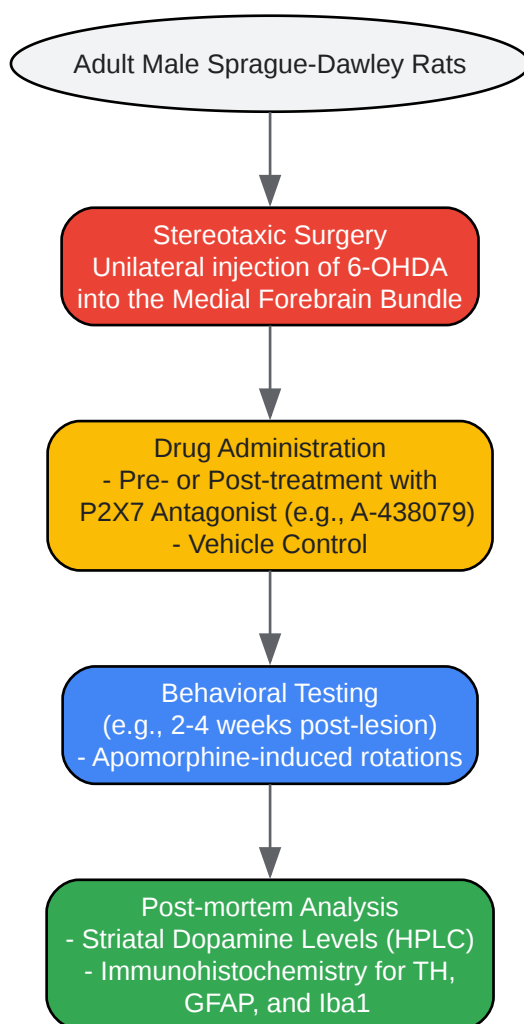 Adult Male Sprague-Dawley Rats
Stereotaxic Surgery
Unilateral injection of 6-OHDA
into the Medial Forebrain Bundle
Drug Administration
- Pre- or Post-treatment with
P2X7 Antagonist (e.g., A-438079)
- Vehicle Control
Behavioral Testing
(e.g., 2-4 weeks post-lesion)
- Apomorphine-induced rotations
Post-mortem Analysis
- Striatal Dopamine Levels (HPLC)
- Immunohistochemistry for TH,
GFAP, and Iba1